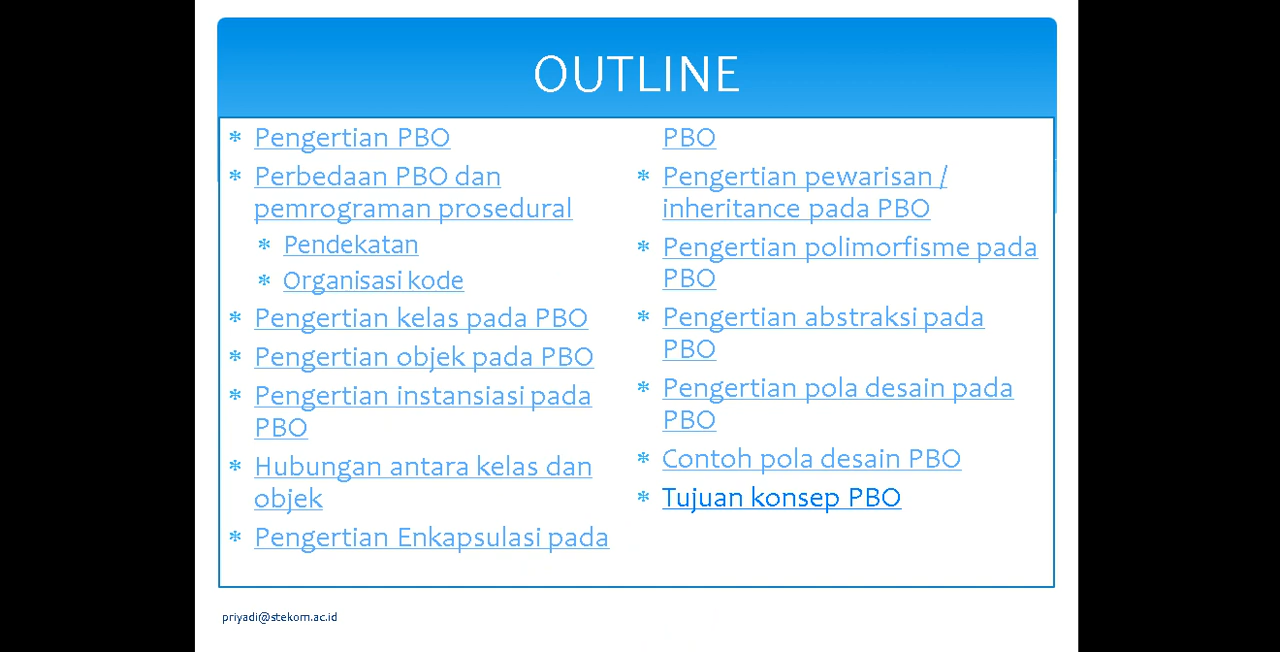 OUTLINE
* Pengertian PBO
* Perbedaan PBO dan
pemrograman prosedural
* Pendekatan
* Organisasi kode
* Pengertian kelas pada PBO
* Pengertian objek pada PBO
* Pengertian instansiasi pada
PBO
* Hubungan antara kelas dan
objek
* Pengertian Enkapsulasi pada
PBO
* Pengertian pewarisan /
inheritance pada PBO
* Pengertian polimorfisme pada
PBO
* Pengertian abstraksi pada
PBO
* Pengertian pola desain pada
PBO
* Contoh pola desain PBO
* Tujuan konsep PBO
priyadi@stekom.ac.id